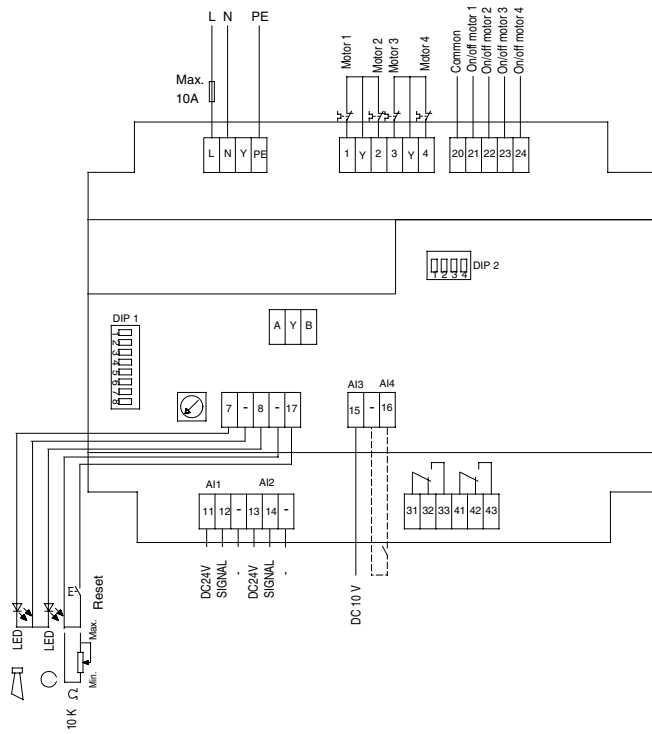 L N PE
Max.
10A
Motor 1
Motor 2
Motor 3
Motor 4
Common
On/off motor 1
On/off motor 2
On/off motor 3
On/off motor 4
L N Y PE
1 Y 2 3 Y 4
20 21 22 23 24
1 2 3 4
DIP 2
DIP 1
1
2
3
4
5
6
7
8
A Y B
7 - 8 - 17
AI3 AI4
15 - 16
AI1 AI2
11 12 - 13 14 -
31 32 33 41 42 43
DC24V
SIGNAL
-
DC24V
SIGNAL
-
DC10 V
E
Reset
LED
LED
Max.
Min.
10 K Ω